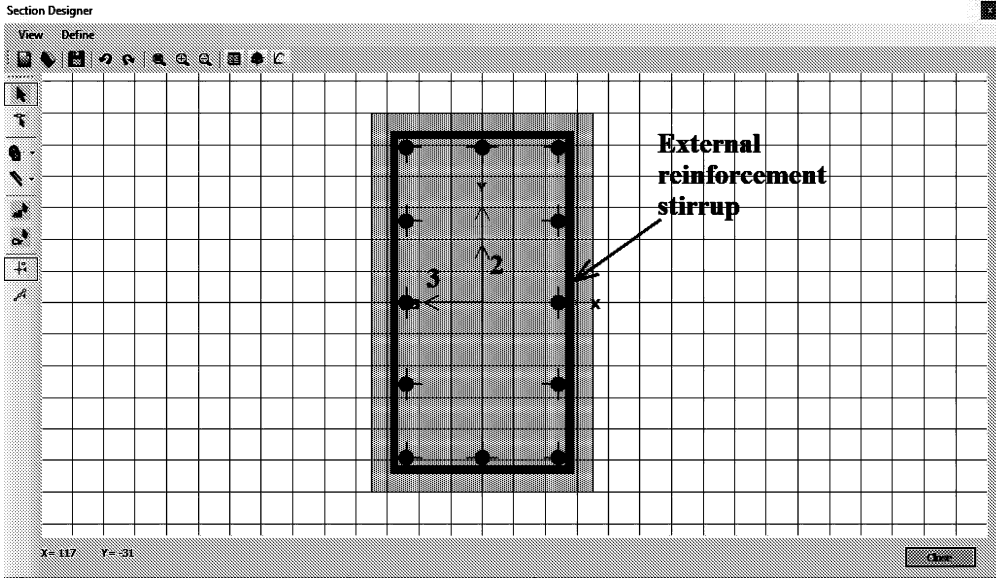 Section Designer
x
View Define
External
reinforcement
stirrup
2
3
x
X= 117 Y= -31
Close